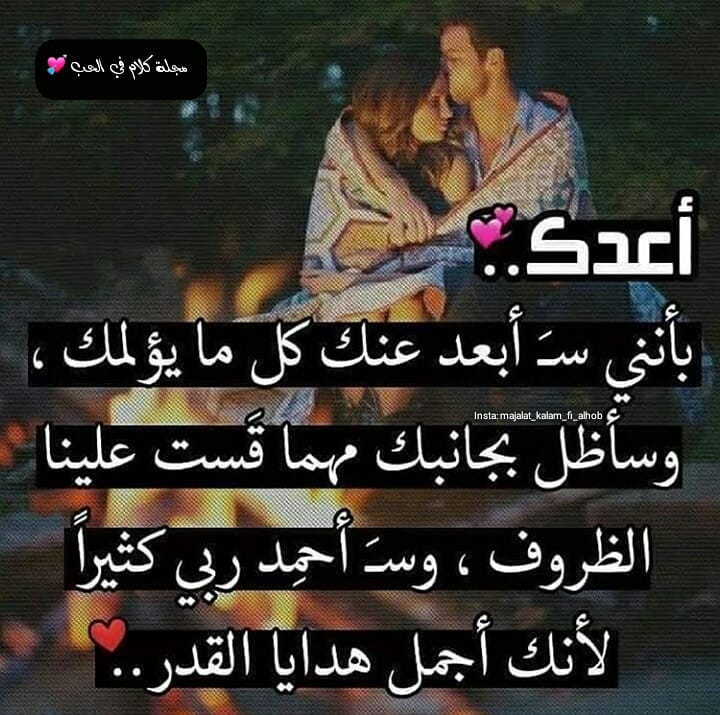 مجلة كلام في الحب 💘
أعدك..💞
بأنني سـَ أبعد عنك كل ما يؤلمك ،
Insta: majalat_kalam_fi_alhob
وسأظل بجانبك مهما قَست علينا
الظروف ، وسـَ أحمِد ربي كثيراً
لأنك أجمل هدايا القدر..❤